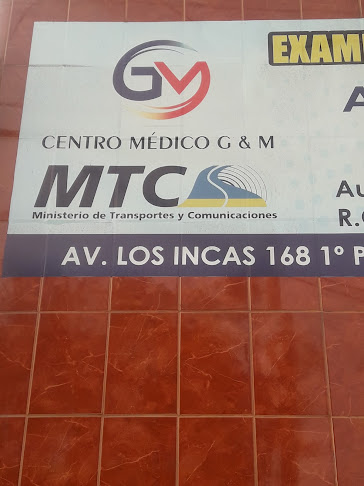 EXAM
GM
A
CENTRO MÉDICO G & M
MTC
Au
Ministerio de Transportes y Comunicaciones
R.
AV. LOS INCAS 168 1° P